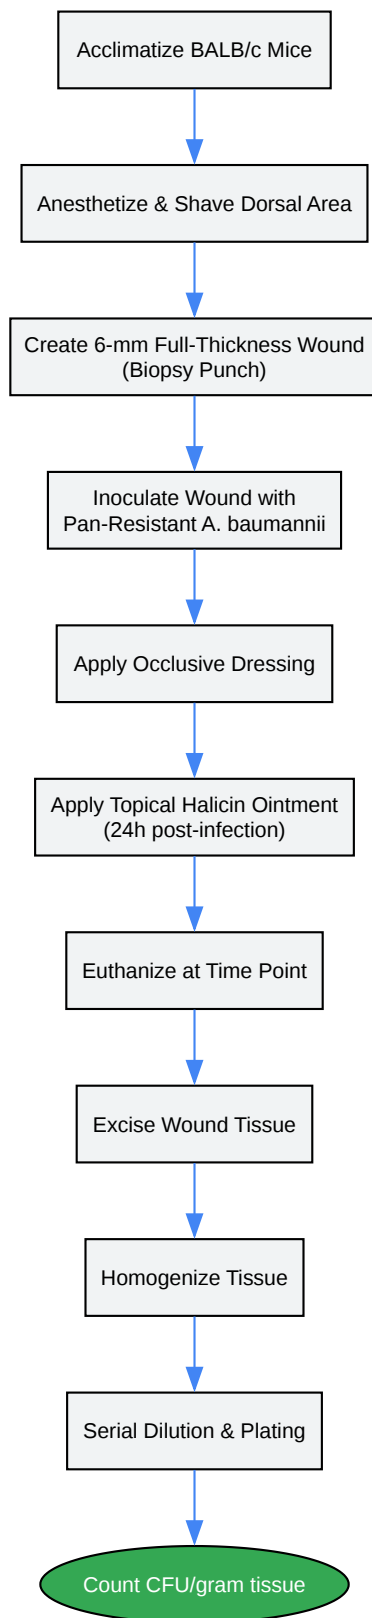 Acclimatize BALB/c Mice
Anesthetize & Shave Dorsal Area
Create 6-mm Full-Thickness Wound
(Biopsy Punch)
Inoculate Wound with
Pan-Resistant A. baumannii
Apply Occlusive Dressing
Apply Topical Halicin Ointment
(24h post-infection)
Euthanize at Time Point
Excise Wound Tissue
Homogenize Tissue
Serial Dilution & Plating
Count CFU/gram tissue